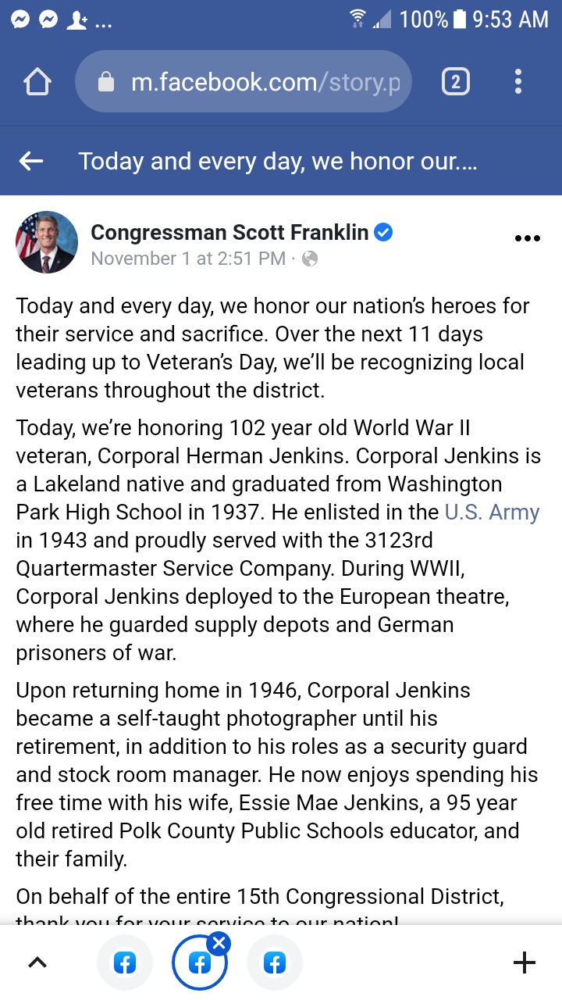 ... 100% 9:53 AM
m.facebook.com/story.p 2
Today and every day, we honor our....
Congressman Scott Franklin
November 1 at 2:51 PM ·
Today and every day, we honor our nation's heroes for
their service and sacrifice. Over the next 11 days
leading up to Veteran's Day, we'll be recognizing local
veterans throughout the district.
Today, we're honoring 102 year old World War II
veteran, Corporal Herman Jenkins. Corporal Jenkins is
a Lakeland native and graduated from Washington
Park High School in 1937. He enlisted in the U.S. Army
in 1943 and proudly served with the 3123rd
Quartermaster Service Company. During WWII,
Corporal Jenkins deployed to the European theatre,
where he guarded supply depots and German
prisoners of war.
Upon returning home in 1946, Corporal Jenkins
became a self-taught photographer until his
retirement, in addition to his roles as a security guard
and stock room manager. He now enjoys spending his
free time with his wife, Essie Mae Jenkins, a 95 year
old retired Polk County Public Schools educator, and
their family.
On behalf of the entire 15th Congressional District,
thank you for your service to our nation!